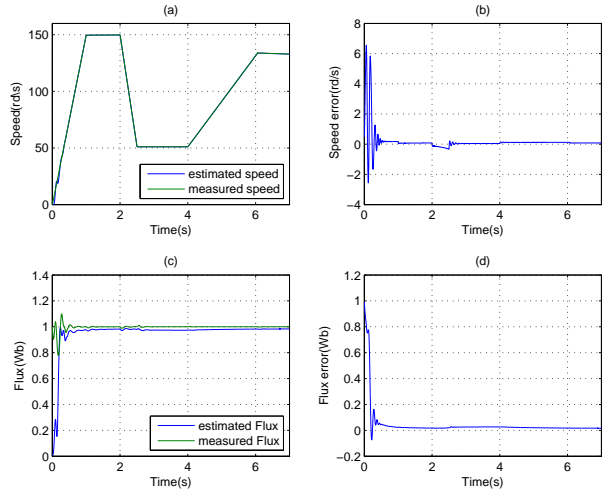 (a)
150
100
50
0
Speed(rd\s)
0 2 4 6
Time(s)
estimated speed
measured speed
(b)
8
6
4
2
0
-2
-4
Speed error(rd/s)
0 2 4 6
Time(s)
(c)
1.4
1.2
1
0.8
0.6
0.4
0.2
0
Flux(Wb)
0 2 4 6
Time(s)
estimated Flux
measured Flux
(d)
1.2
1
0.8
0.6
0.4
0.2
0
-0.2
Flux error(Wb)
0 2 4 6
Time(s)